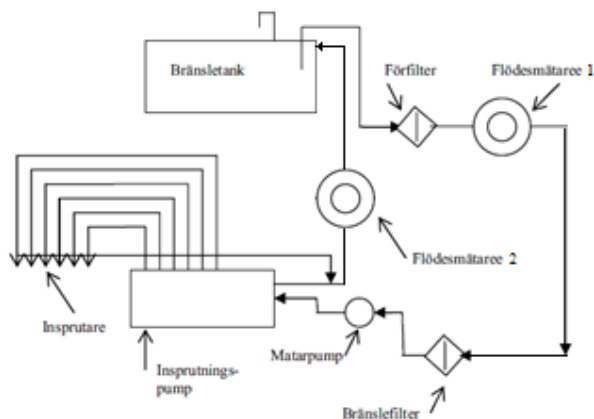 Bränsletank
Förfilter
Flödesmätaree 1
Flödesmätaree 2
Insprutare
Insprutnings-
pump
Matarpump
Bränslefilter